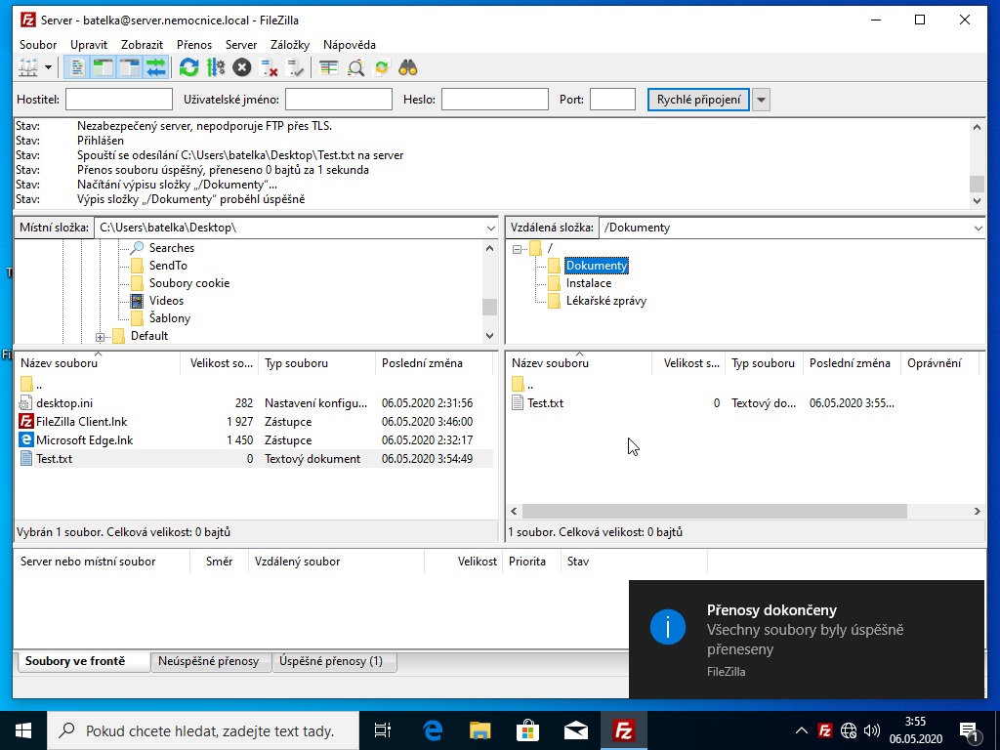 Server - batelka@server.nemocnice.local - FileZilla
Soubor Upravit Zobrazit Přenos Server Záložky Nápověda
Hostitel: Uživatelské jméno: Heslo: Port: Rychlé připojení
Stav: Nezabezpečený server, nepodporuje FTP přes TLS.
Stav: Přihlášen
Stav: Spouští se odesílání C:\Users\batelka\Desktop\Test.txt na server
Stav: Přenos souboru úspěšný, přeneseno 0 bajtů za 1 sekunda
Stav: Načítání výpisu složky „/Dokumenty“...
Stav: Výpis složky „/Dokumenty“ proběhl úspěšně
Místní složka: C:\Users\batelka\Desktop\
Searches
SendTo
Soubory cookie
Videos
Šablony
Default
Vzdálená složka: /Dokumenty
/
Dokumenty
Instalace
Lékařské zprávy
Název souboru Velikost so... Typ souboru Poslední změna
..
desktop.ini 282 Nastavení konfigu... 06.05.2020 2:31:56
FileZilla Client.lnk 1 927 Zástupce 06.05.2020 3:46:00
Microsoft Edge.lnk 1 450 Zástupce 06.05.2020 2:32:17
Test.txt 0 Textový dokument 06.05.2020 3:54:49
Vybrán 1 soubor. Celková velikost: 0 bajtů
Název souboru Velikost s... Typ souboru Poslední změna Oprávnění
..
Test.txt 0 Textový do... 06.05.2020 3:55...
1 soubor. Celková velikost: 0 bajtů
Server nebo místní soubor Směr Vzdálený soubor Velikost Priorita Stav
Soubory ve frontě Neúspěšné přenosy Úspěšné přenosy (1)
Přenosy dokončeny
Všechny soubory byly úspěšně
přeneseny
FileZilla
Pokud chcete hledat, zadejte text tady.
3:55
06.05.2020
1